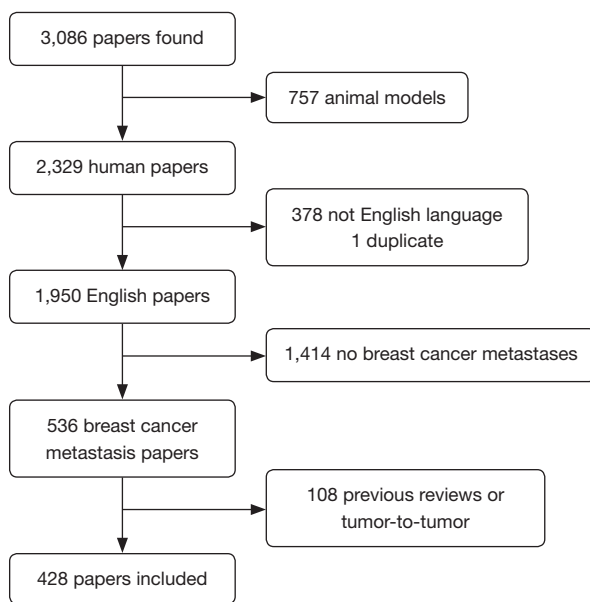 3,086 papers found
757 animal models
2,329 human papers
378 not English language
1 duplicate
1,950 English papers
1,414 no breast cancer metastases
536 breast cancer
metastasis papers
108 previous reviews or
tumor-to-tumor
428 papers included